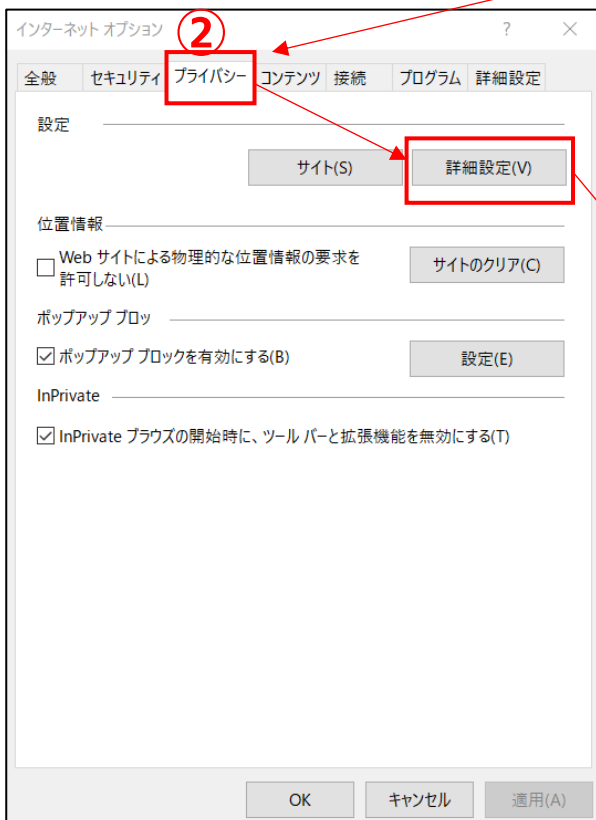 インターネット オプション ② ?
全般 セキュリティ プライバシー コンテンツ 接続 プログラム 詳細設定
設定
サイト(S) 詳細設定(V)
位置情報
Web サイトによる物理的な位置情報の要求を
許可しない(L)
サイトのクリア(C)
ポップアップ ブロッ
ポップアップ ブロックを有効にする(B) 設定(E)
InPrivate
InPrivate ブラウズの開始時に、ツール バーと拡張機能を無効にする(T)
OK キャンセル 適用(A)